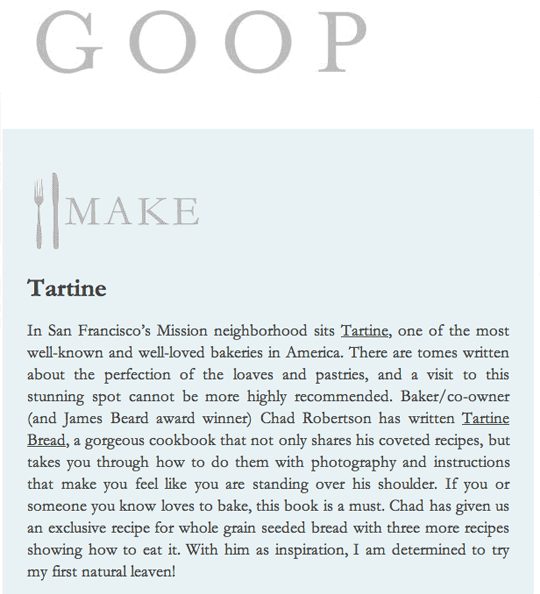 GOOP
MAKE
Tartine
In San Francisco's Mission neighborhood sits Tartine, one of the most
well-known and well-loved bakeries in America. There are tomes written
about the perfection of the loaves and pastries, and a visit to this
stunning spot cannot be more highly recommended. Baker/co-owner
(and James Beard award winner) Chad Robertson has written Tartine
Bread, a gorgeous cookbook that not only shares his coveted recipes, but
takes you through how to do them with photography and instructions
that make you feel like you are standing over his shoulder. If you or
someone you know loves to bake, this book is a must. Chad has given us
an exclusive recipe for whole grain seeded bread with three more recipes
showing how to eat it. With him as inspiration, I am determined to try
my first natural leaven!